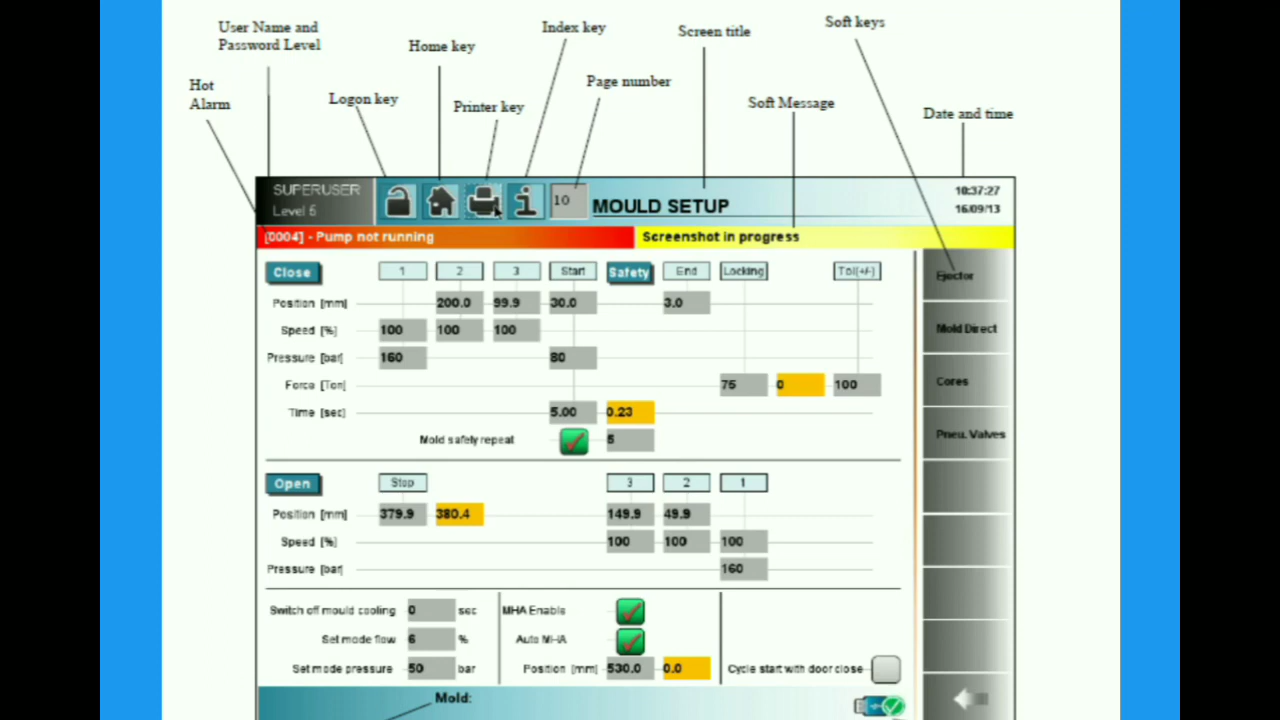 User Name and
Password Level
Home key
Index key
Screen title
Soft keys
Hot
Alarm
Logon key
Printer key
Page number
Soft Message
Date and time
SUPERUSER
Level 5
10
MOULD SETUP
10:37:27
16/09/13
[0004] - Pump not running
Screenshot in progress
Close
1
2
3
Start
Safety
End
Locking
Tol(+/-)
Ejector
Position [mm]
200.0
99.9
30.0
3.0
Speed [%]
100
100
100
Mold Direct
Pressure [bar]
160
80
Force [Ton]
75
0
100
Cores
Time [sec]
5.00
0.23
Mold safely repeat
5
Pneu. Valves
Open
Stop
3
2
1
Position [mm]
379.9
380.4
149.9
49.9
Speed [%]
100
100
100
Pressure [bar]
160
Switch off mould cooling
0
sec
MHA Enable
Set mode flow
6
%
Auto MHA
Set mode pressure
50
bar
Position [mm]
530.0
0.0
Cycle start with door close
Mold: